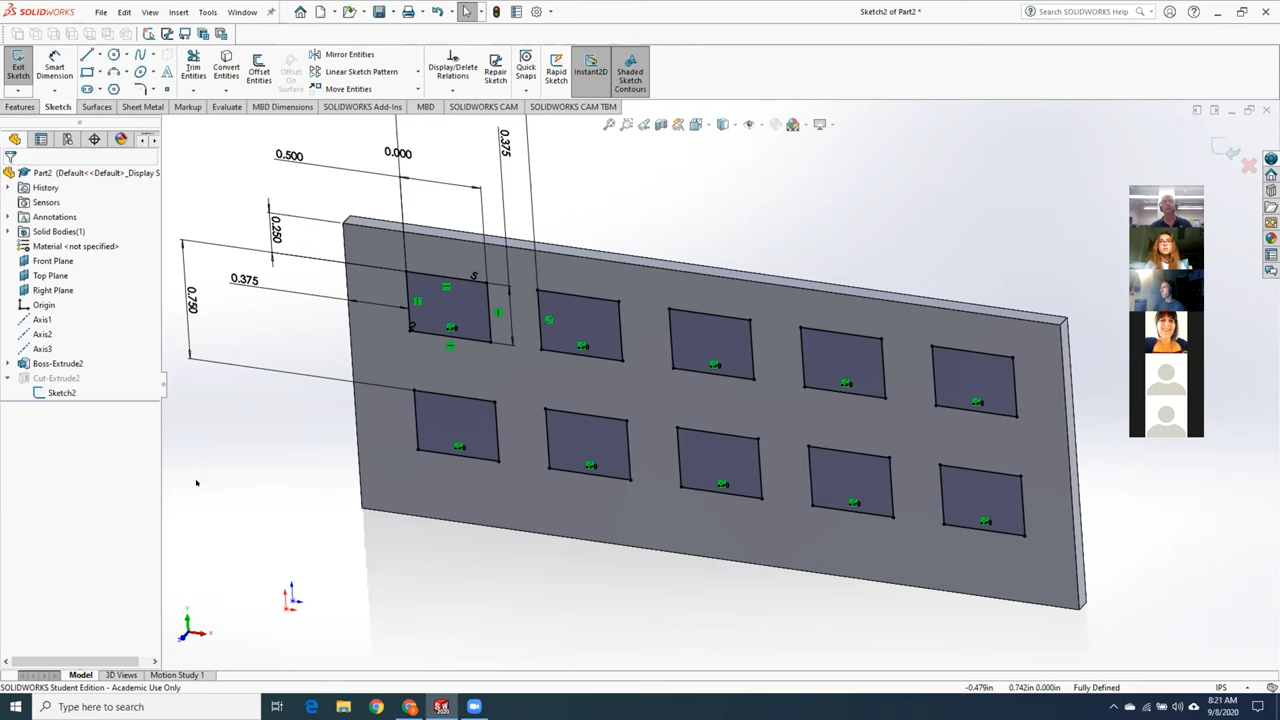 SOLIDWORKS File Edit View Insert Tools Window Sketch2 of Part2 * Search SOLIDWORKS Help
Exit Sketch
Smart Dimension
Trim Entities
Convert Entities
Offset Entities
Offset On Surface
Mirror Entities
Linear Sketch Pattern
Move Entities
Display/Delete Relations
Repair Sketch
Quick Snaps
Rapid Sketch
Instant2D
Shaded Sketch Contours
Features Sketch Surfaces Sheet Metal Markup Evaluate MBD Dimensions SOLIDWORKS Add-Ins MBD SOLIDWORKS CAM SOLIDWORKS CAM TBM
Part2 (Default<<Default>_Display S
History
Sensors
Annotations
Solid Bodies(1)
Material <not specified>
Front Plane
Top Plane
Right Plane
Origin
Axis1
Axis2
Axis3
Boss-Extrude2
Cut-Extrude2
Sketch2
0.500
0.000
0.375
0.250
0.375
0.750
5
2
Y
X
Model 3D Views Motion Study 1
SOLIDWORKS Student Edition - Academic Use Only -0.479in 0.742in 0.000in Fully Defined IPS
Type here to search
8:21 AM
9/8/2020